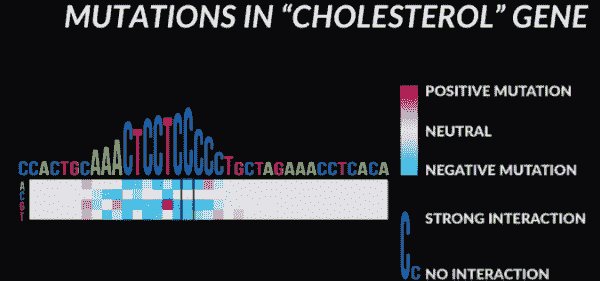 MUTATIONS IN “CHOLESTEROL” GENE
CCACTGCAAACTCCTCCCCCTGCTAGAAACCTCACA
A
C
G
T
POSITIVE MUTATION
NEUTRAL
NEGATIVE MUTATION
STRONG INTERACTION
C
C
NO INTERACTION